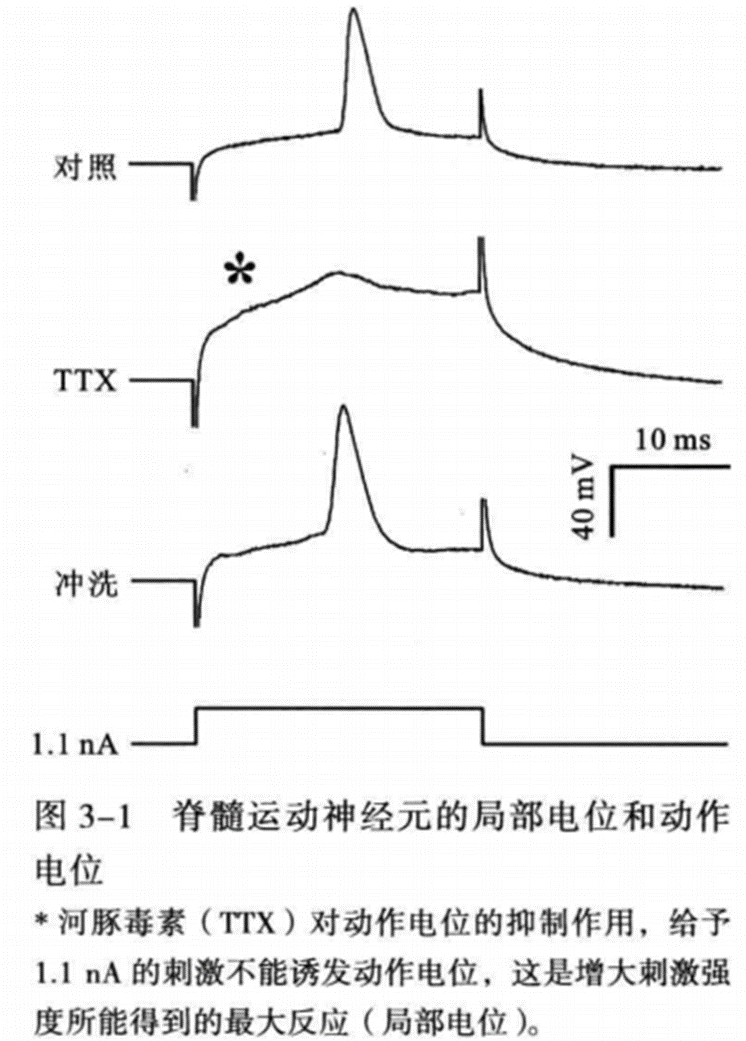 对照
*
TTX
10 ms
40 mV
冲洗
1.1 nA
图 3-1 脊髓运动神经元的局部电位和动作
电位
* 河豚毒素（TTX）对动作电位的抑制作用，给予
1.1 nA 的刺激不能诱发动作电位，这是增大刺激强
度所能得到的最大反应（局部电位）。